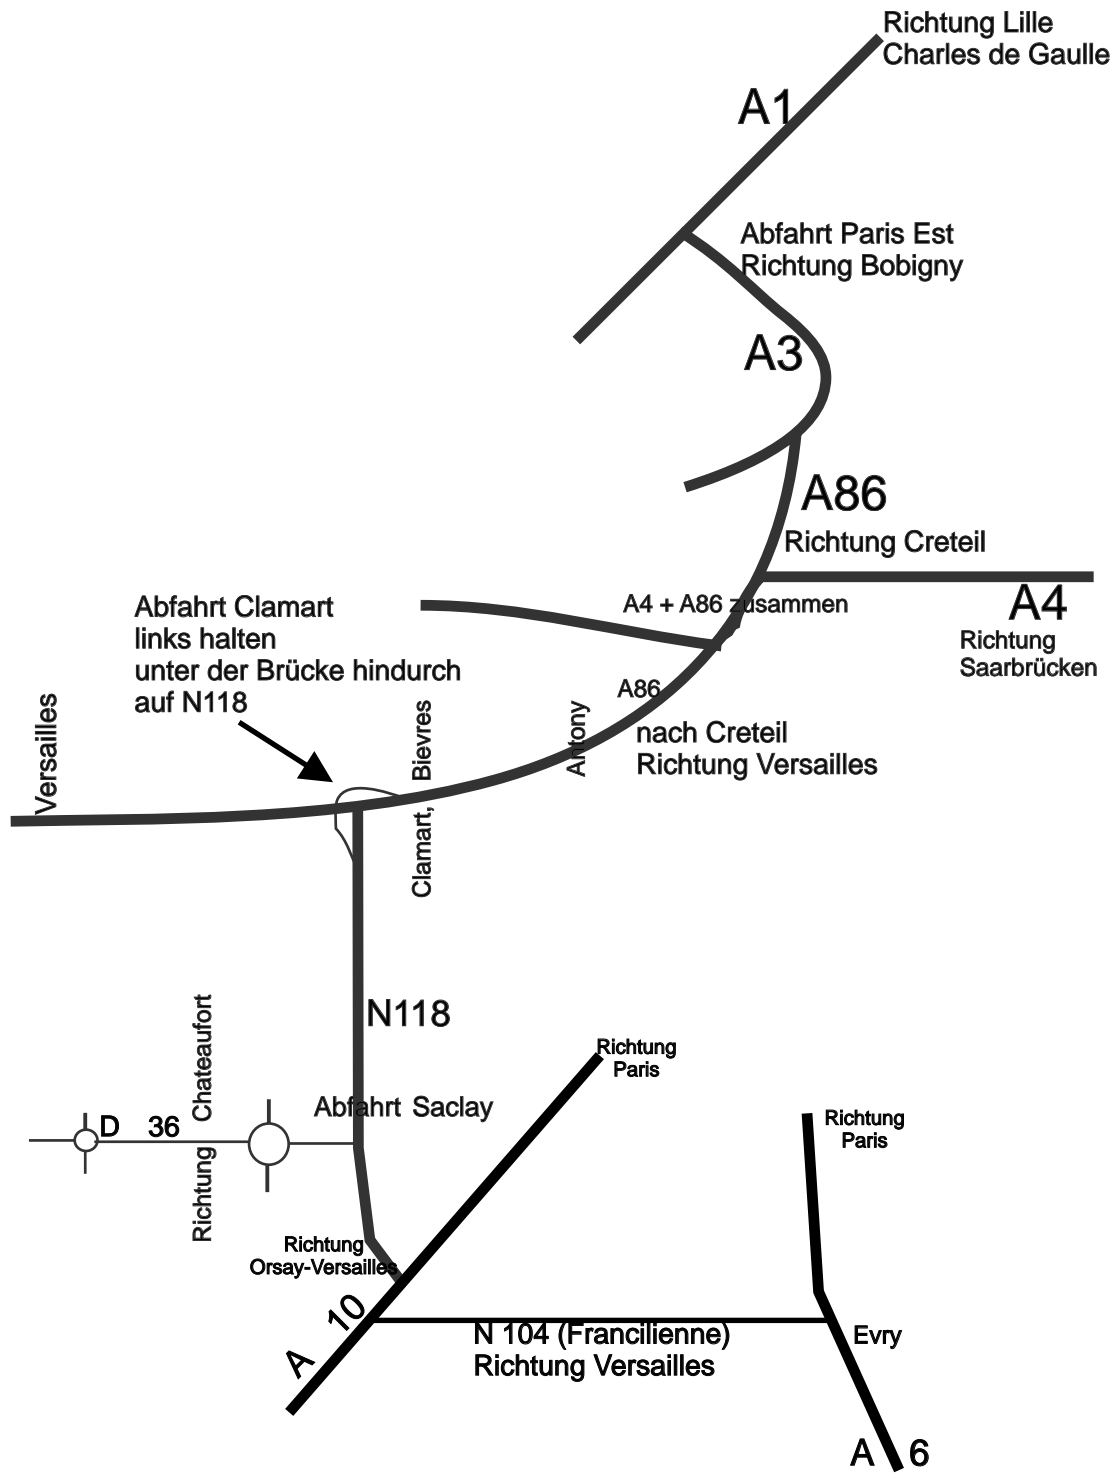 Richtung Lille
Charles de Gaulle
A1
Abfahrt Paris Est
Richtung Bobigny
A3
A86
Richtung Creteil
A4 + A86 zusammen
A4
Richtung
Saarbrücken
Abfahrt Clamart
links halten
unter der Brücke hindurch
auf N118
A86
nach Creteil
Richtung Versailles
Versailles
Clamart, Bievres
Antony
N118
Richtung Chateaufort
Abfahrt Saclay
D 36
Richtung
Paris
Richtung
Paris
Richtung
Orsay-Versailles
A 10
N 104 (Francilienne)
Richtung Versailles
Evry
A 6